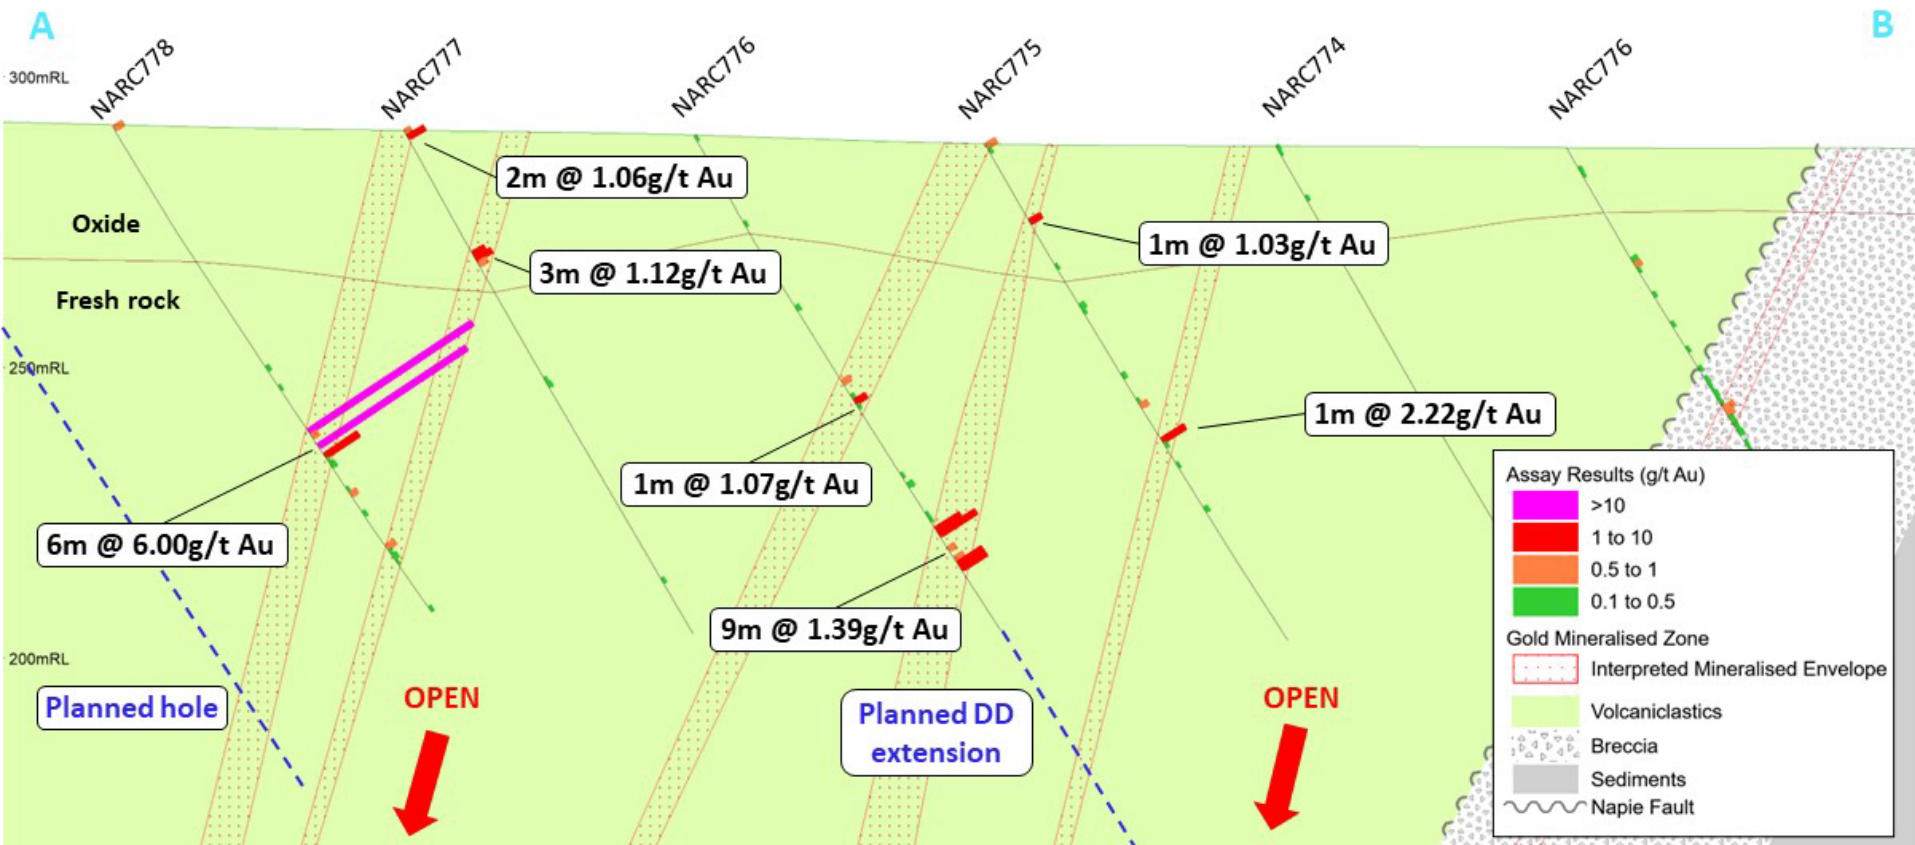 A
B
NARC778
NARC777
NARC776
NARC775
NARC774
NARC776
300mRL
2m @ 1.06g/t Au
Oxide
1m @ 1.03g/t Au
3m @ 1.12g/t Au
Fresh rock
250mRL
1m @ 2.22g/t Au
1m @ 1.07g/t Au
6m @ 6.00g/t Au
9m @ 1.39g/t Au
200mRL
Planned hole
OPEN
Planned DD
extension
OPEN
Assay Results (g/t Au)
>10
1 to 10
0.5 to 1
0.1 to 0.5
Gold Mineralised Zone
Interpreted Mineralised Envelope
Volcaniclastics
Breccia
Sediments
Napie Fault